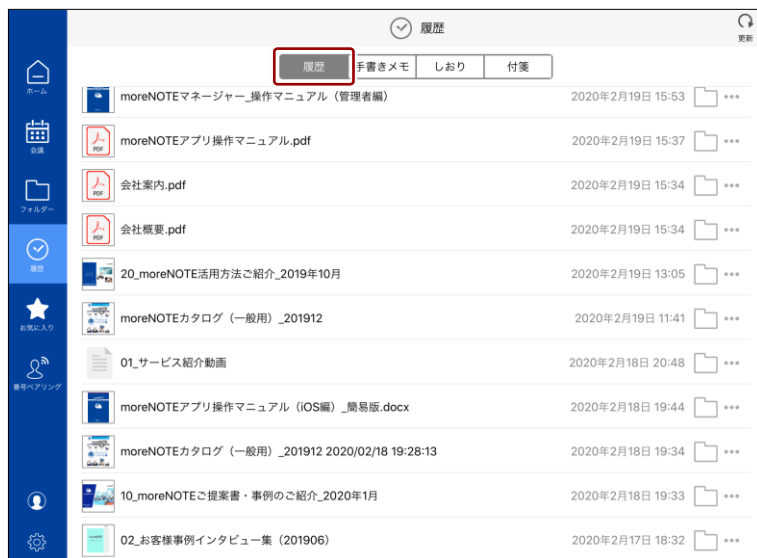 履歴
更新
履歴 手書きメモ しおり 付箋
ホーム
会議
フォルダー
履歴
お気に入り
番号ペアリング
moreNOTEマネージャー_操作マニュアル（管理者編） 2020年2月19日 15:53
PDF moreNOTEアプリ操作マニュアル.pdf 2020年2月19日 15:37
PDF 会社案内.pdf 2020年2月19日 15:34
PDF 会社概要.pdf 2020年2月19日 15:34
20_moreNOTE活用方法ご紹介_2019年10月 2020年2月19日 13:05
moreNOTEカタログ（一般用）_201912 2020年2月19日 11:41
01_サービス紹介動画 2020年2月18日 20:48
moreNOTEアプリ操作マニュアル（iOS編）_簡易版.docx 2020年2月18日 19:44
moreNOTEカタログ（一般用）_201912 2020/02/18 19:28:13 2020年2月18日 19:34
10_moreNOTEご提案書・事例のご紹介_2020年1月 2020年2月18日 19:33
02_お客様事例インタビュー集（201906） 2020年2月17日 18:32